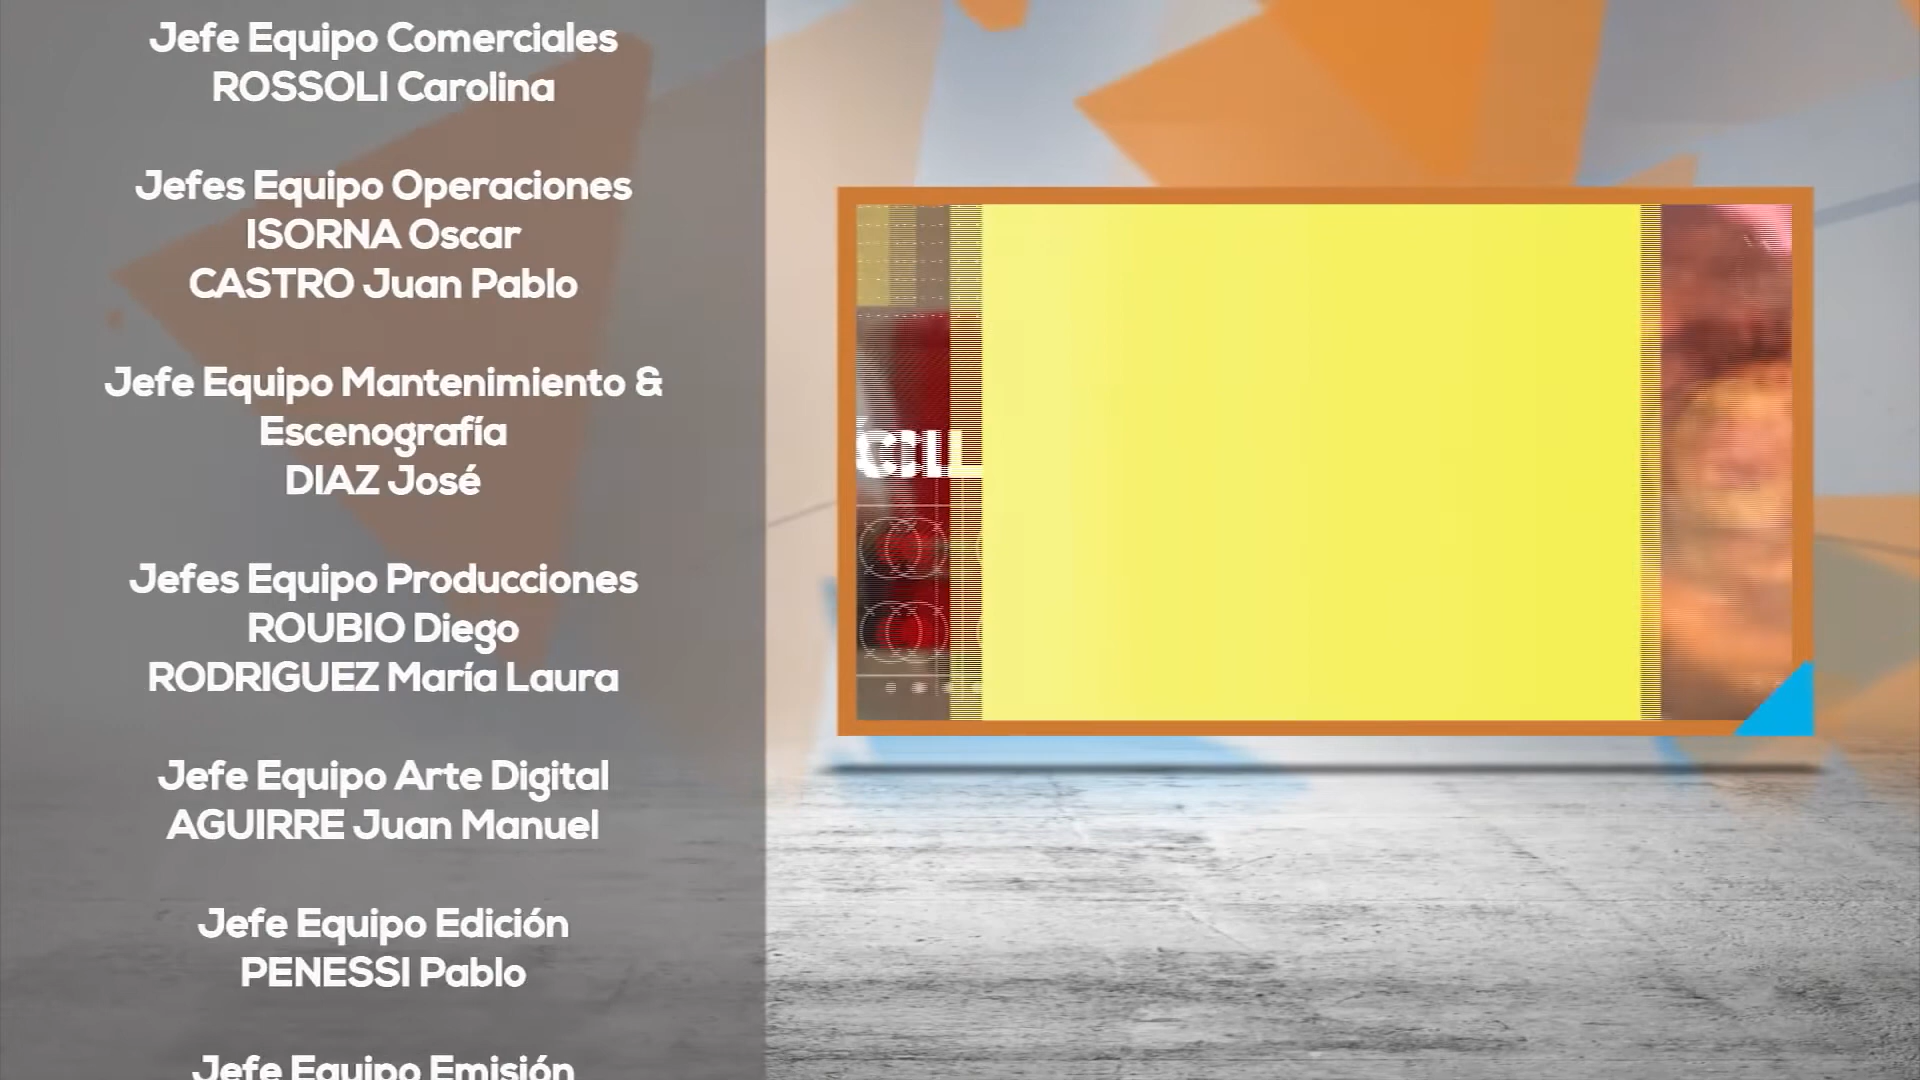 Jefe Equipo Comerciales
ROSSOLI Carolina
Jefes Equipo Operaciones
ISORNA Oscar
CASTRO Juan Pablo
Jefe Equipo Mantenimiento &
Escenografía
DIAZ José
Jefes Equipo Producciones
ROUBIO Diego
RODRIGUEZ María Laura
Jefe Equipo Arte Digital
AGUIRRE Juan Manuel
Jefe Equipo Edición
PENESSI Pablo
Jefe Equipo Emisión